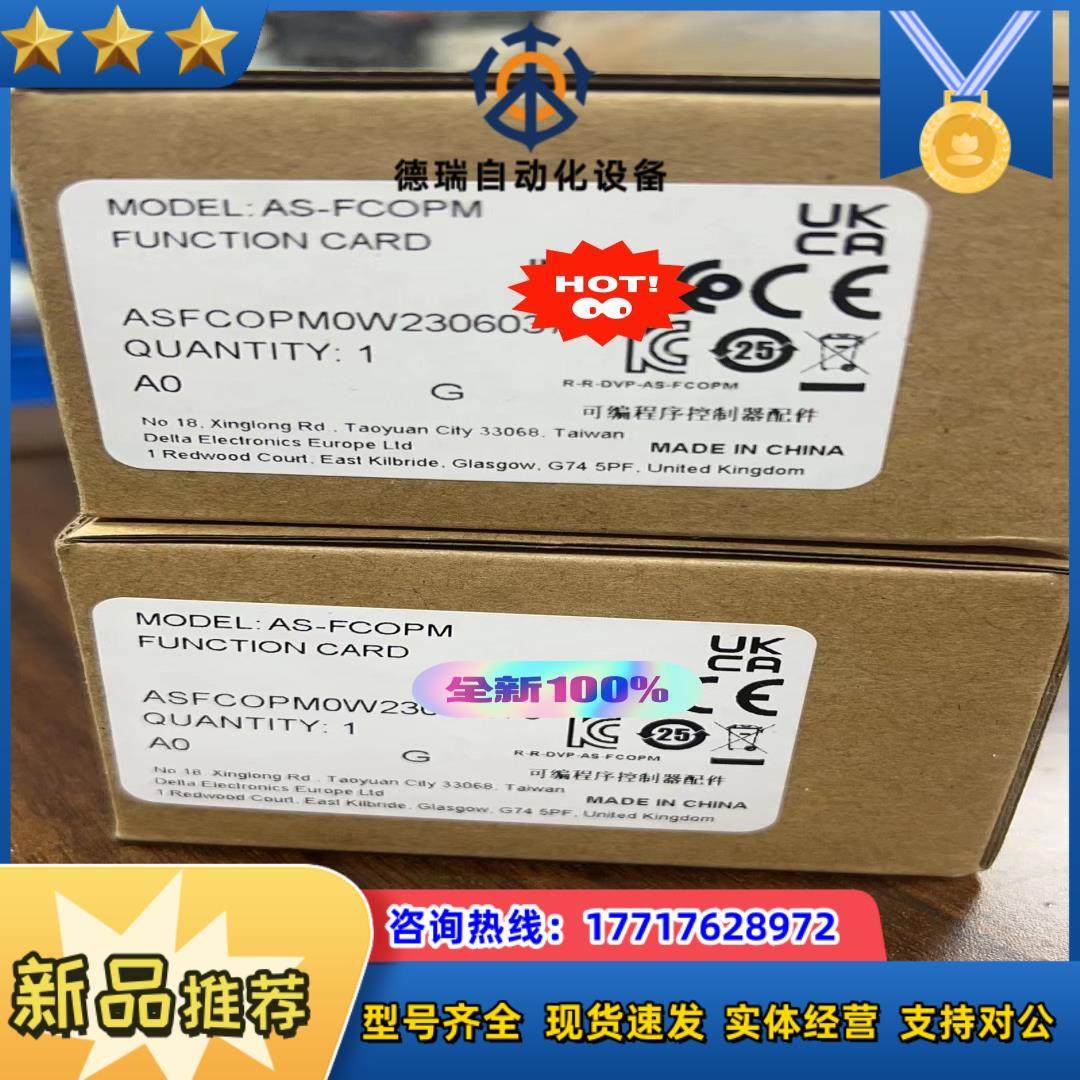 德瑞自动化设备
MODEL: AS-FCOPM
FUNCTION CARD
UK
CA
HOT!
CE
ASFCOPM0W230603
QUANTITY: 1
25
A0
G
R-R-DVP-AS-FCOPM
可编程序控制器配件
No 18, Xinglong Rd., Taoyuan City 33068, Taiwan
Delta Electronics Europe Ltd
MADE IN CHINA
1 Redwood Court, East Kilbride, Glasgow, G74 5PF, United Kingdom
MODEL: AS-FCOPM
FUNCTION CARD
UK
CA
全新100%
CE
ASFCOPM0W230
QUANTITY: 1
25
A0
G
R-R-DVP-AS-FCOPM
可编程序控制器配件
No 18, Xinglong Rd., Taoyuan City 33068, Taiwan
Delta Electronics Europe Ltd
MADE IN CHINA
1 Redwood Court, East Kilbride, Glasgow, G74 5PF, United Kingdom
咨询热线：17717628972
新品推荐
型号齐全 现货速发 实体经营 支持对公